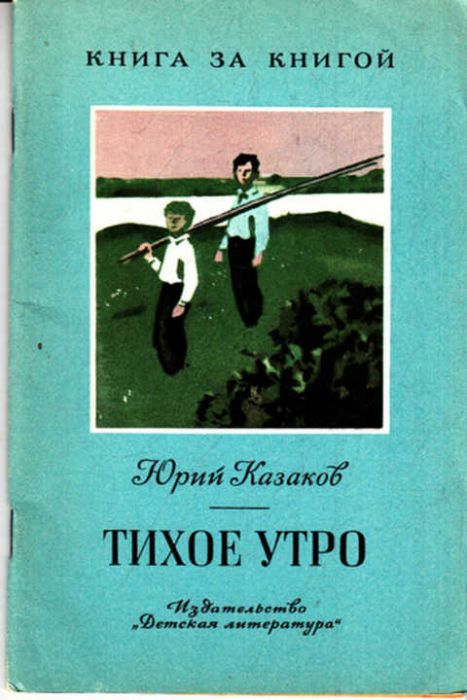 КНИГА ЗА КНИГОЙ
Юрий Казаков
ТИХОЕ УТРО
Издательство
„Детская литература“